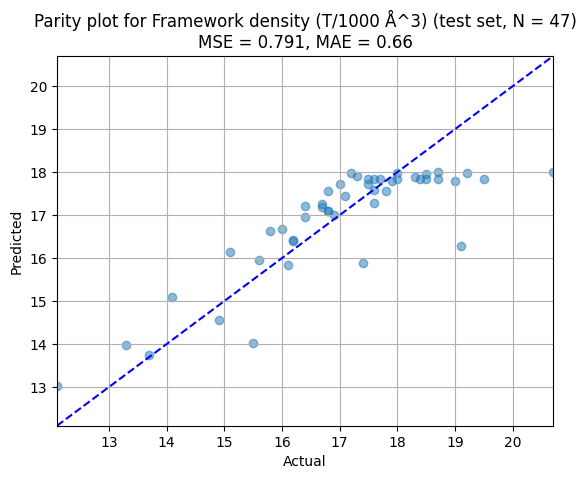 Parity plot for Framework density (T/1000 Å^3) (test set, N = 47)
MSE = 0.791, MAE = 0.66
20
19
18
17
16
15
14
13
Predicted
13 14 15 16 17 18 19 20
Actual